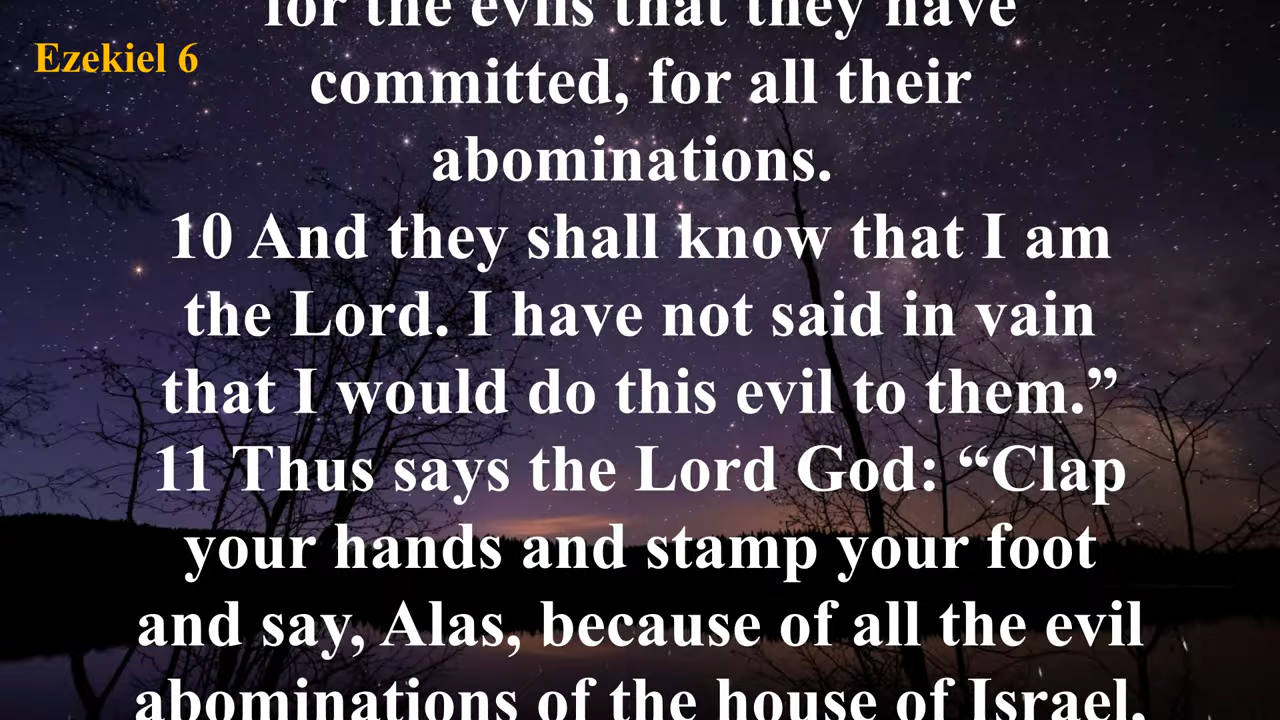 for the evils that they have
Ezekiel 6
committed, for all their
abominations.
10 And they shall know that I am
the Lord. I have not said in vain
that I would do this evil to them.”
11 Thus says the Lord God: “Clap
your hands and stamp your foot
and say, Alas, because of all the evil
abominations of the house of Israel,